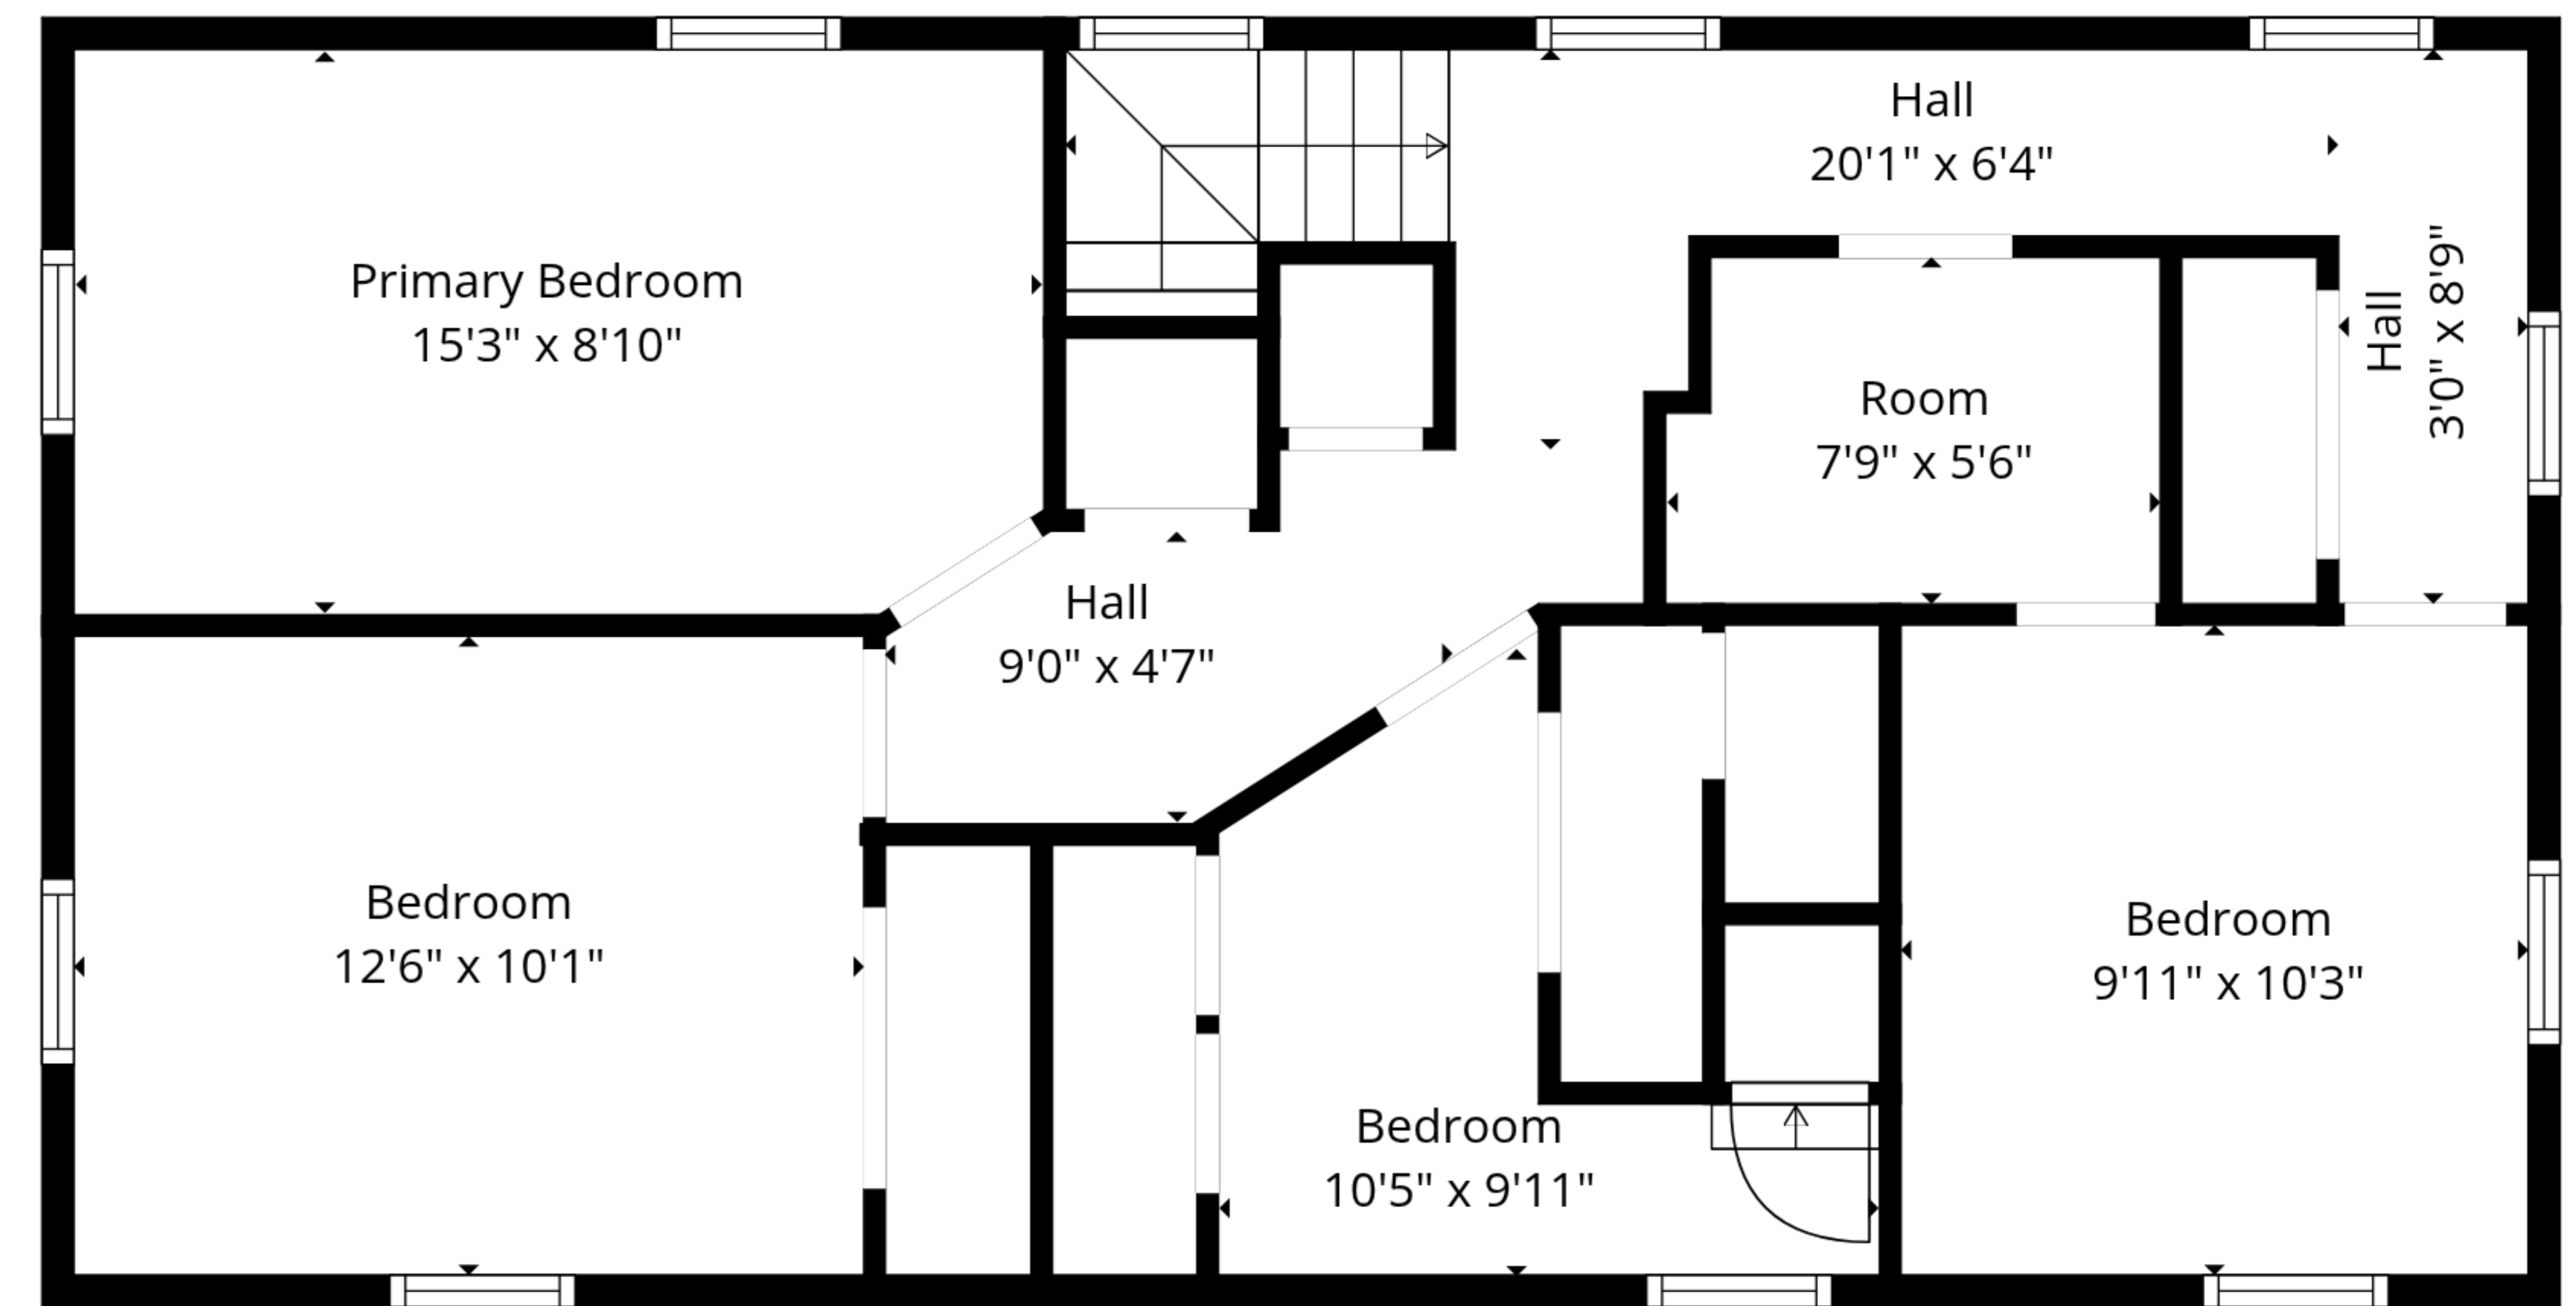 Hall
20'1" x 6'4"
Primary Bedroom
15'3" x 8'10"
Hall
3'0" x 8'9"
Room
7'9" x 5'6"
Hall
9'0" x 4'7"
Bedroom
12'6" x 10'1"
Bedroom
9'11" x 10'3"
Bedroom
10'5" x 9'11"